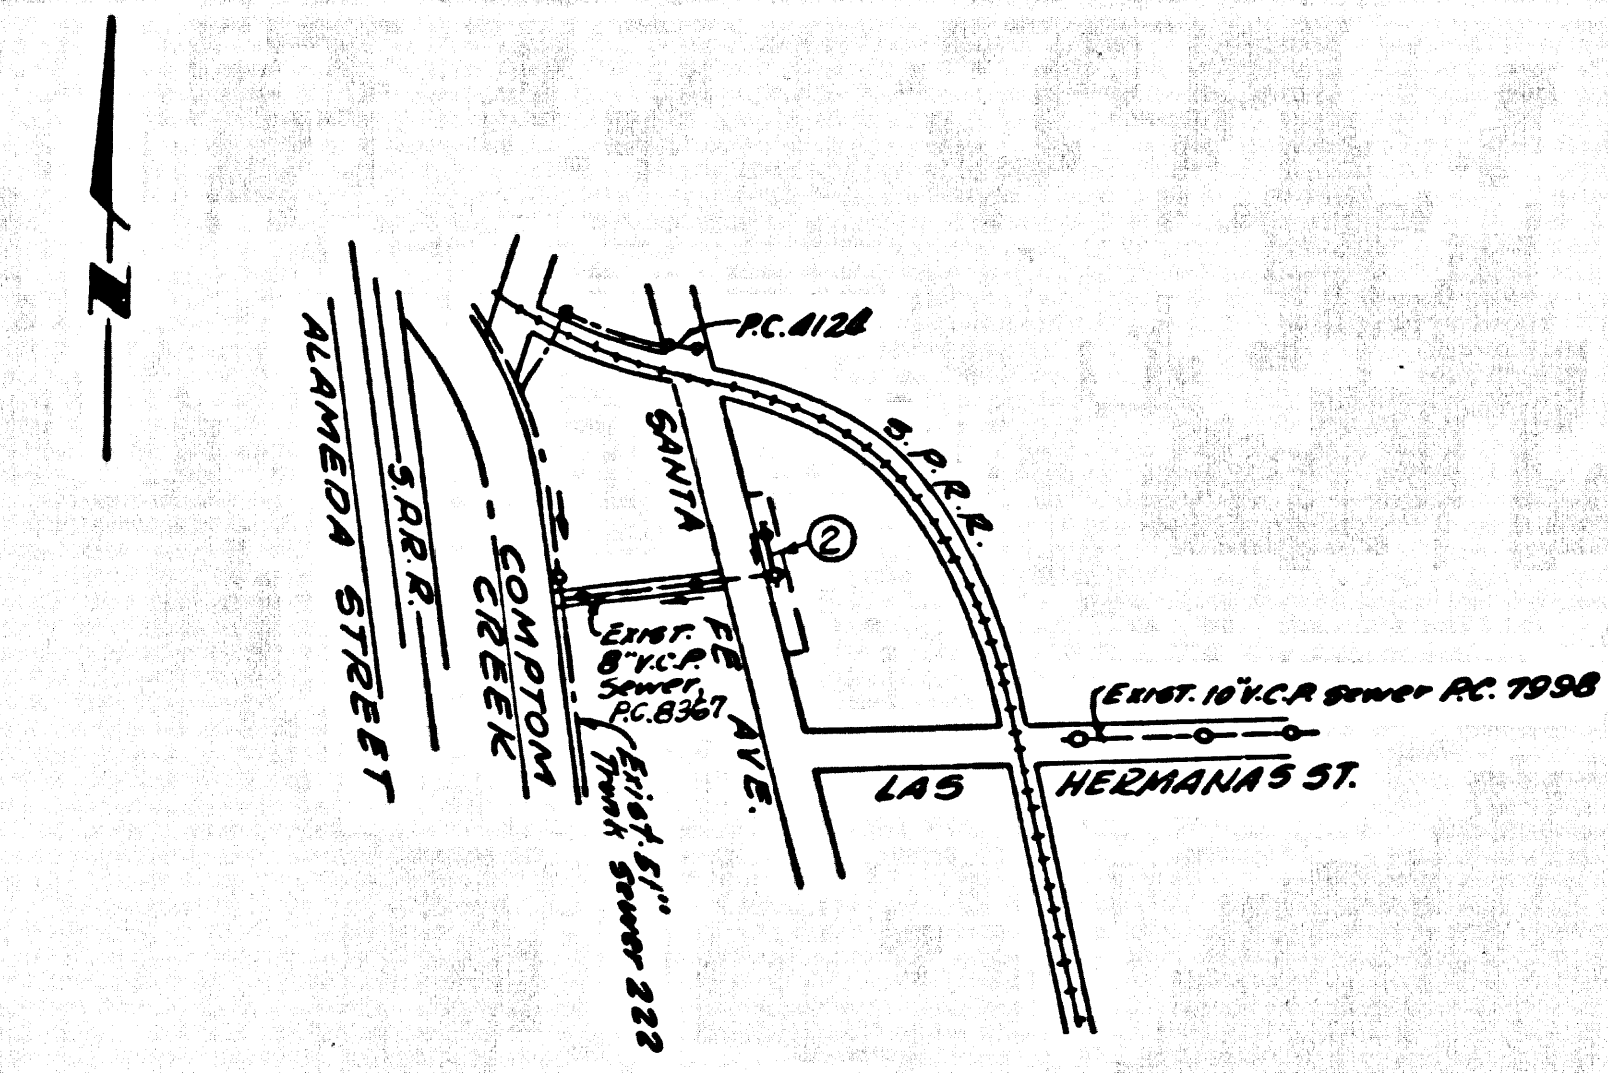 N
P.C. 4124
S. P. R. R.
ALAMEDA STREET
S.P.R.R.
COMPTOM
CREEK
SANTA FE AVE.
2
EXIST.
8" V.C.P.
Sewer,
P.C. 8367
EXIST. 10" V.C.P. Sewer P.C. 7998
LAS HERMANAS ST.
Exist. 51"
Trunk Sewer 222